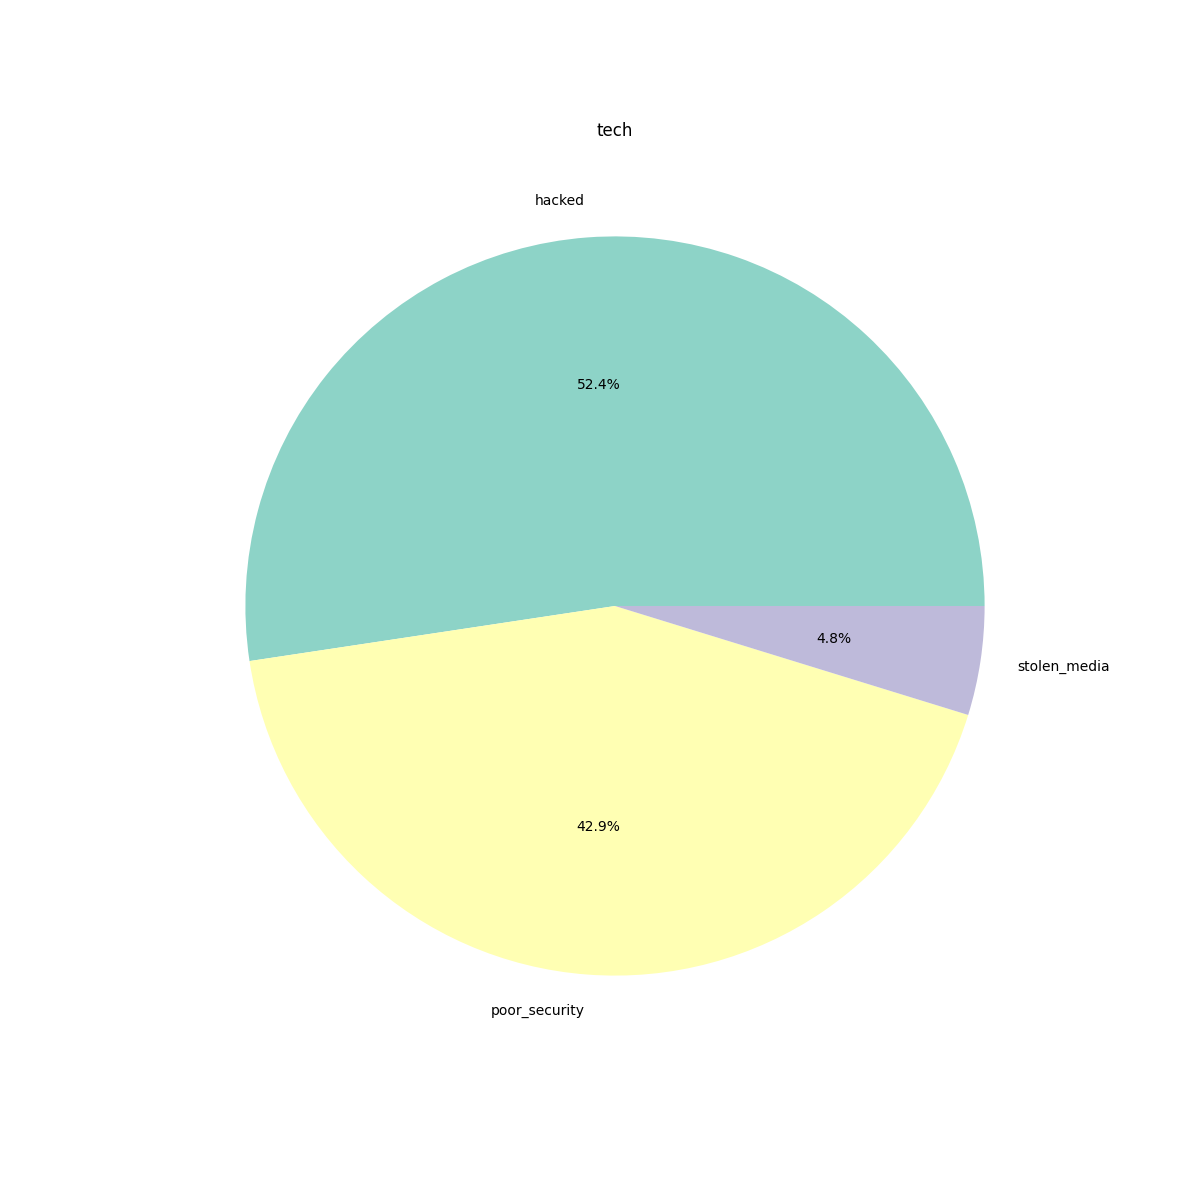 tech
hacked
52.4%
4.8%
stolen_media
42.9%
poor_security